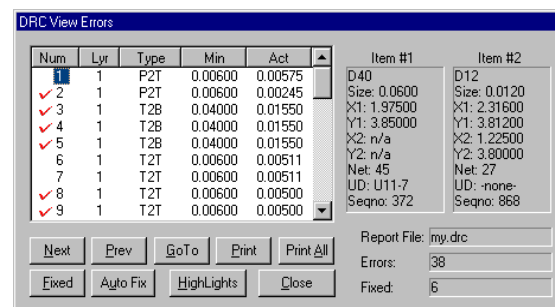 DRC View Errors
Num Lyr Type Min Act
1 1 P2T 0.00600 0.00575
2 1 P2T 0.00600 0.00245
3 1 T2B 0.04000 0.01550
4 1 T2B 0.04000 0.01550
5 1 T2B 0.04000 0.01550
6 1 T2T 0.00600 0.00511
7 1 T2T 0.00600 0.00511
8 1 T2T 0.00600 0.00500
9 1 T2T 0.00600 0.00500
Item #1
D40
Size: 0.0600
X1: 1.97500
Y1: 3.85000
X2: n/a
Y2: n/a
Net: 45
UD: U11-7
Seqno: 372
Item #2
D12
Size: 0.0120
X1: 2.31600
Y1: 3.81200
X2: 1.22500
Y2: 3.80000
Net: 27
UD: -none-
Seqno: 868
Next Prev GoTo Print Print All
Fixed Auto Fix HighLights Close
Report File: my.drc
Errors: 38
Fixed: 6